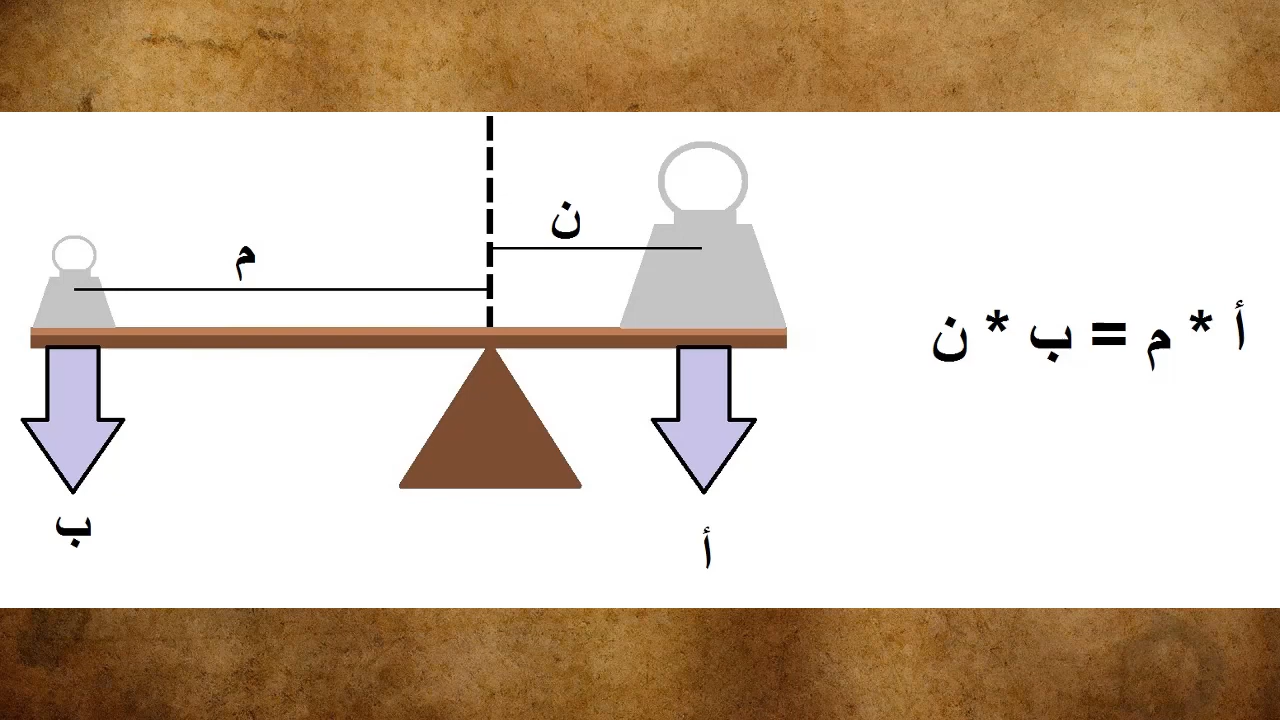 ن
م
أ * م = ب * ن
ب
أ